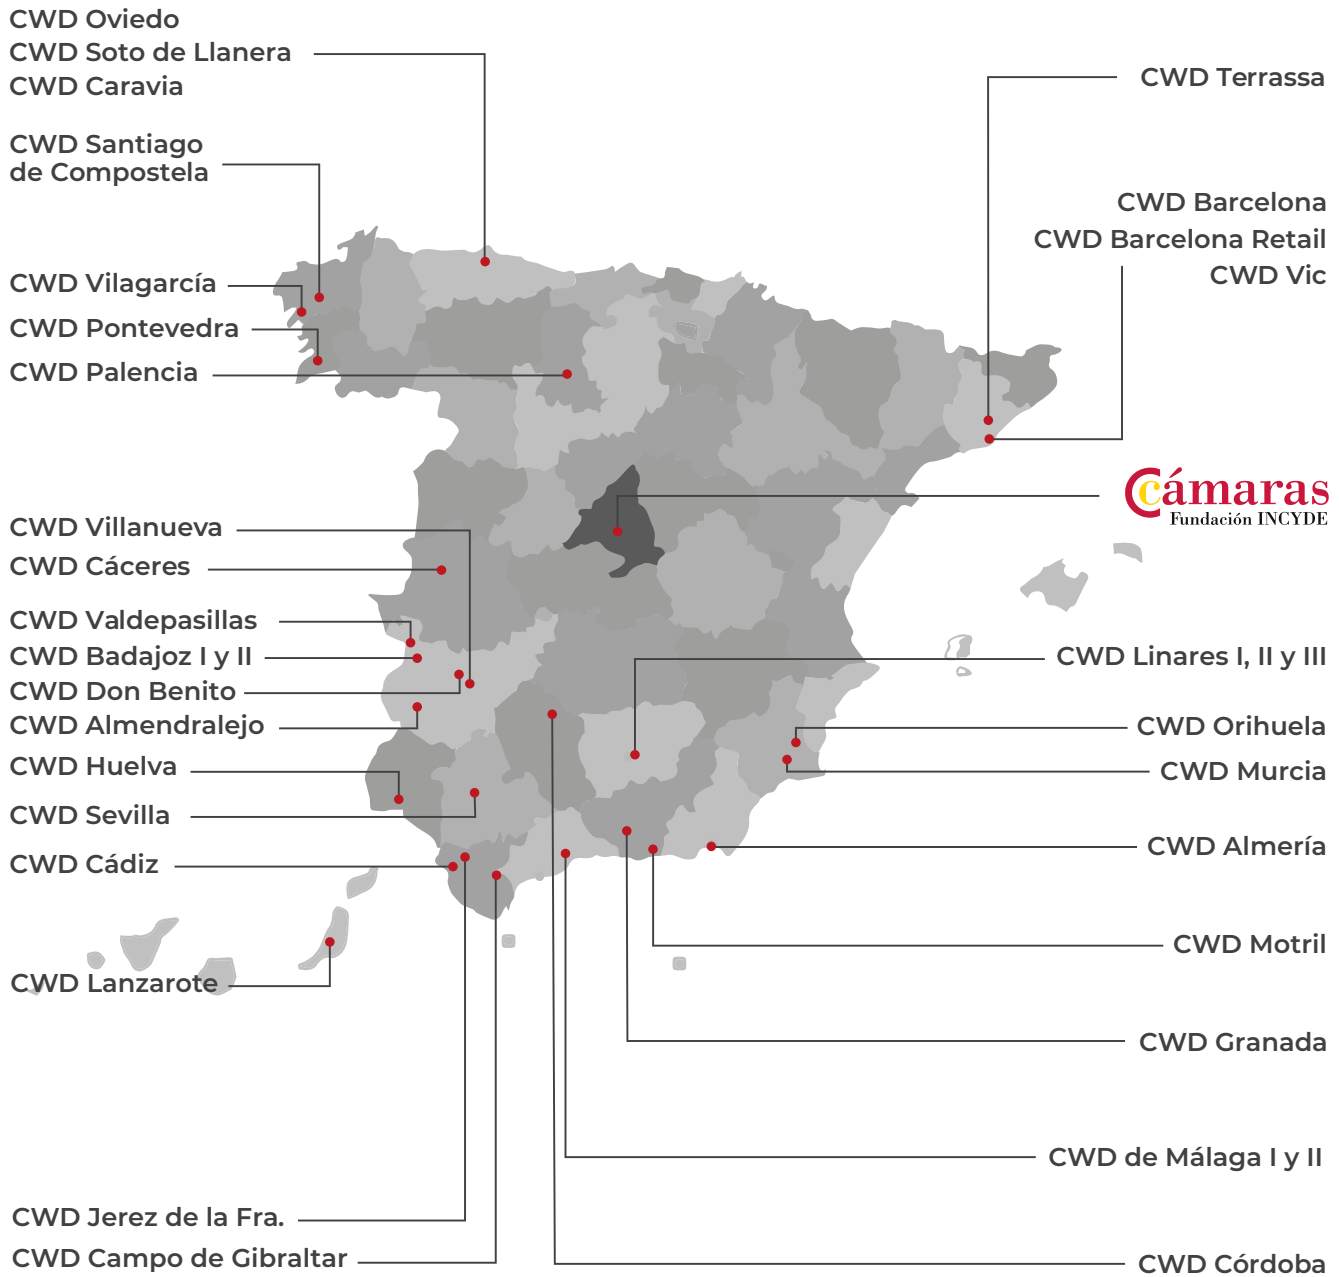 CWD Oviedo
CWD Soto de Llanera
CWD Caravia
CWD Santiago
de Compostela
CWD Vilagarcía
CWD Pontevedra
CWD Palencia
CWD Terrassa
CWD Barcelona
CWD Barcelona Retail
CWD Vic
Cámaras
Fundación INCYDE
CWD Villanueva
CWD Cáceres
CWD Valdepasillas
CWD Badajoz I y II
CWD Don Benito
CWD Almendralejo
CWD Huelva
CWD Sevilla
CWD Cádiz
CWD Lanzarote
CWD Linares I, II y III
CWD Orihuela
CWD Murcia
CWD Almería
CWD Motril
CWD Granada
CWD de Málaga I y II
CWD Jerez de la Fra.
CWD Campo de Gibraltar
CWD Córdoba